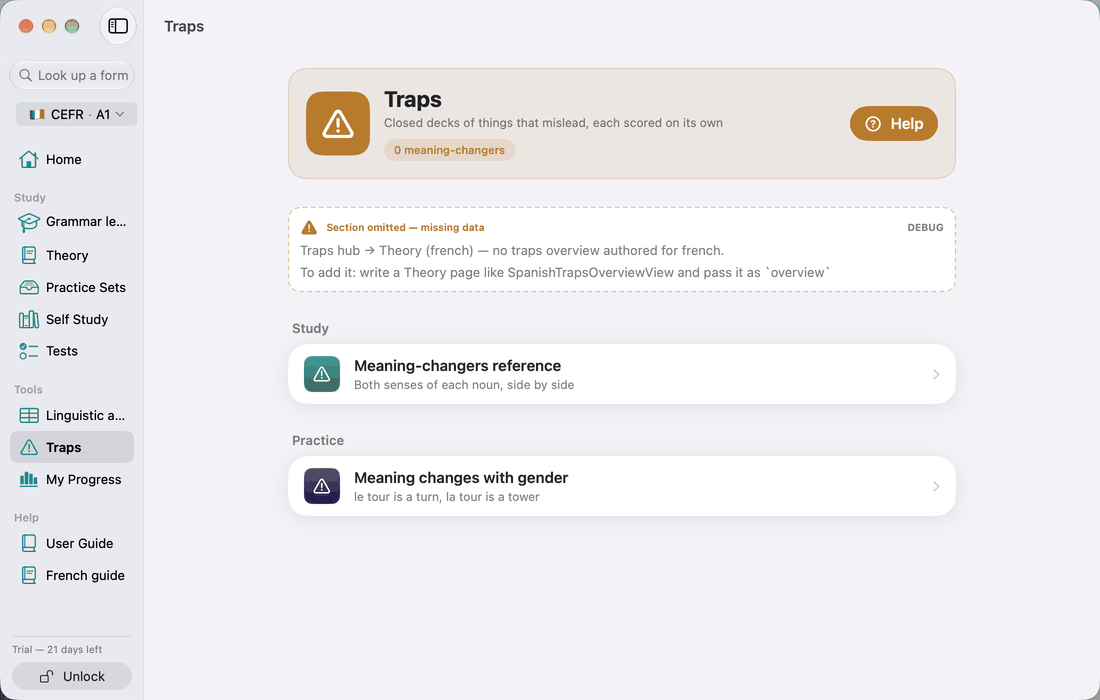 Traps
Look up a form
CEFR · A1
Home
Study
Grammar le...
Theory
Practice Sets
Self Study
Tests
Tools
Linguistic a...
Traps
My Progress
Help
User Guide
French guide
Trial — 21 days left
Unlock
Traps
Closed decks of things that mislead, each scored on its own
0 meaning-changers
Help
Section omitted — missing data
DEBUG
Traps hub → Theory (french) — no traps overview authored for french.
To add it: write a Theory page like SpanishTrapsOverviewView and pass it as `overview`
Study
Meaning-changers reference
Both senses of each noun, side by side
Practice
Meaning changes with gender
le tour is a turn, la tour is a tower